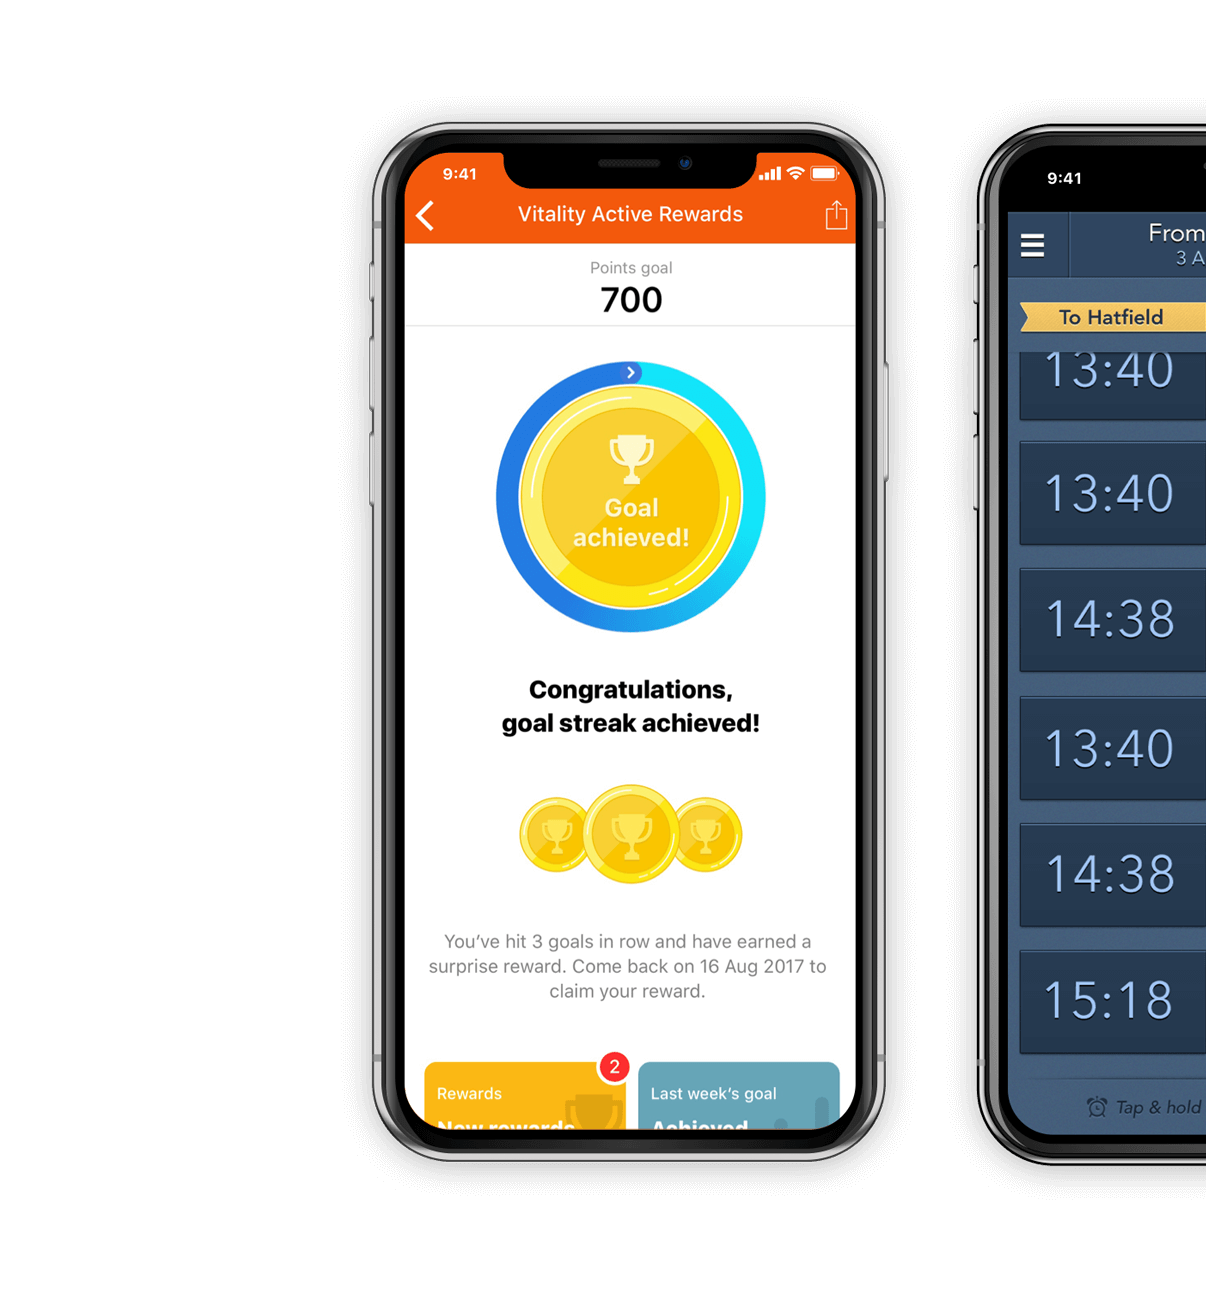 9:41
Vitality Active Rewards
Points goal
700
Goal
achieved!
Congratulations,
goal streak achieved!
You've hit 3 goals in row and have earned a
surprise reward. Come back on 16 Aug 2017 to
claim your reward.
2
Rewards
New rewards
Last week's goal
Achieved
9:41
From
3 A
To Hatfield
13:40
13:40
14:38
13:40
14:38
15:18
Tap & hold